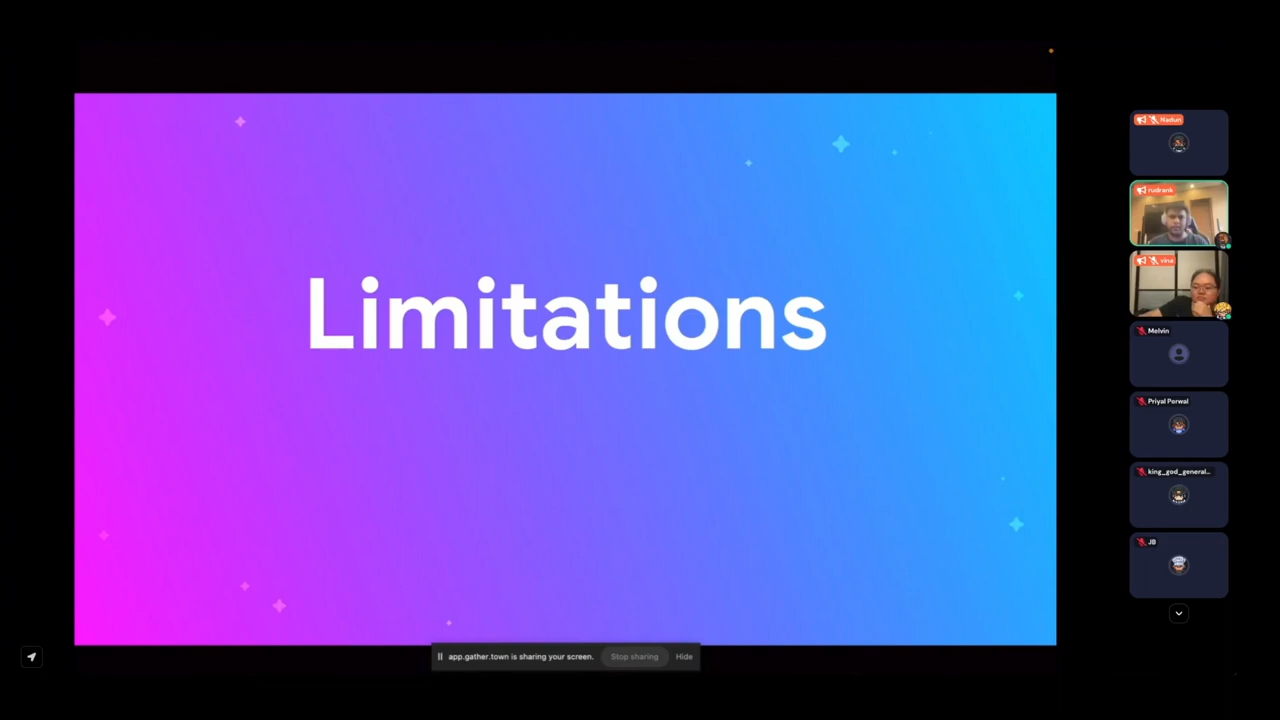 Limitations
app.gather.town is sharing your screen.
Stop sharing
Hide
Nadun
rudrank
vina
Melvin
Priyal Porwal
king_god_general...
JB